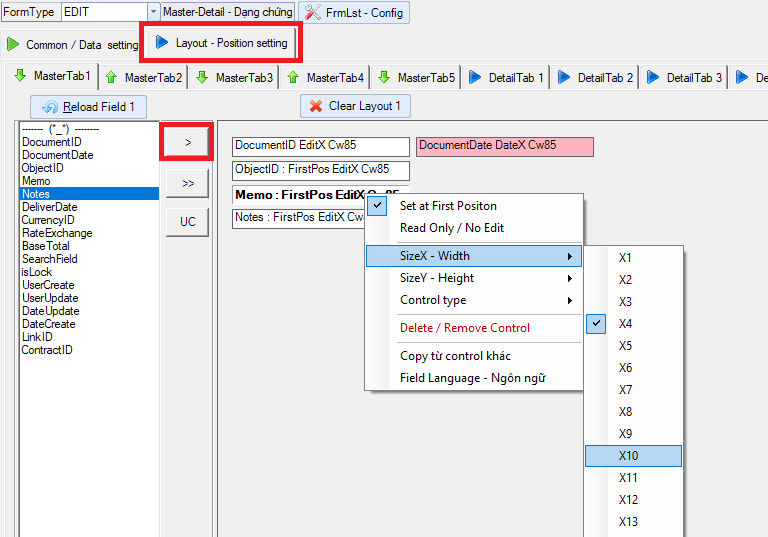 FormType EDIT Master-Detail - Dạng chứng FrmLst - Config
Common / Data setting Layout - Position setting
MasterTab1 MasterTab2 MasterTab3 MasterTab4 MasterTab5 DetailTab 1 DetailTab 2 DetailTab 3 De
Reload Field 1 Clear Layout 1
------- (*_*) --------
DocumentID
DocumentDate
ObjectID
Memo
Notes
DeliverDate
CurrencyID
RateExchange
BaseTotal
SearchField
isLock
UserCreate
UserUpdate
DateUpdate
DateCreate
LinkID
ContractID
>
>>
UC
DocumentID EditX Cw85 DocumentDate DateX Cw85
ObjectID : FirstPos EditX Cw85
Memo : FirstPos EditX Cw85
Notes : FirstPos EditX Cw
Set at First Positon
Read Only / No Edit
SizeX - Width
SizeY - Height
Control type
Delete / Remove Control
Copy từ control khác
Field Language - Ngôn ngữ
X1
X2
X3
X4
X5
X6
X7
X8
X9
X10
X11
X12
X13